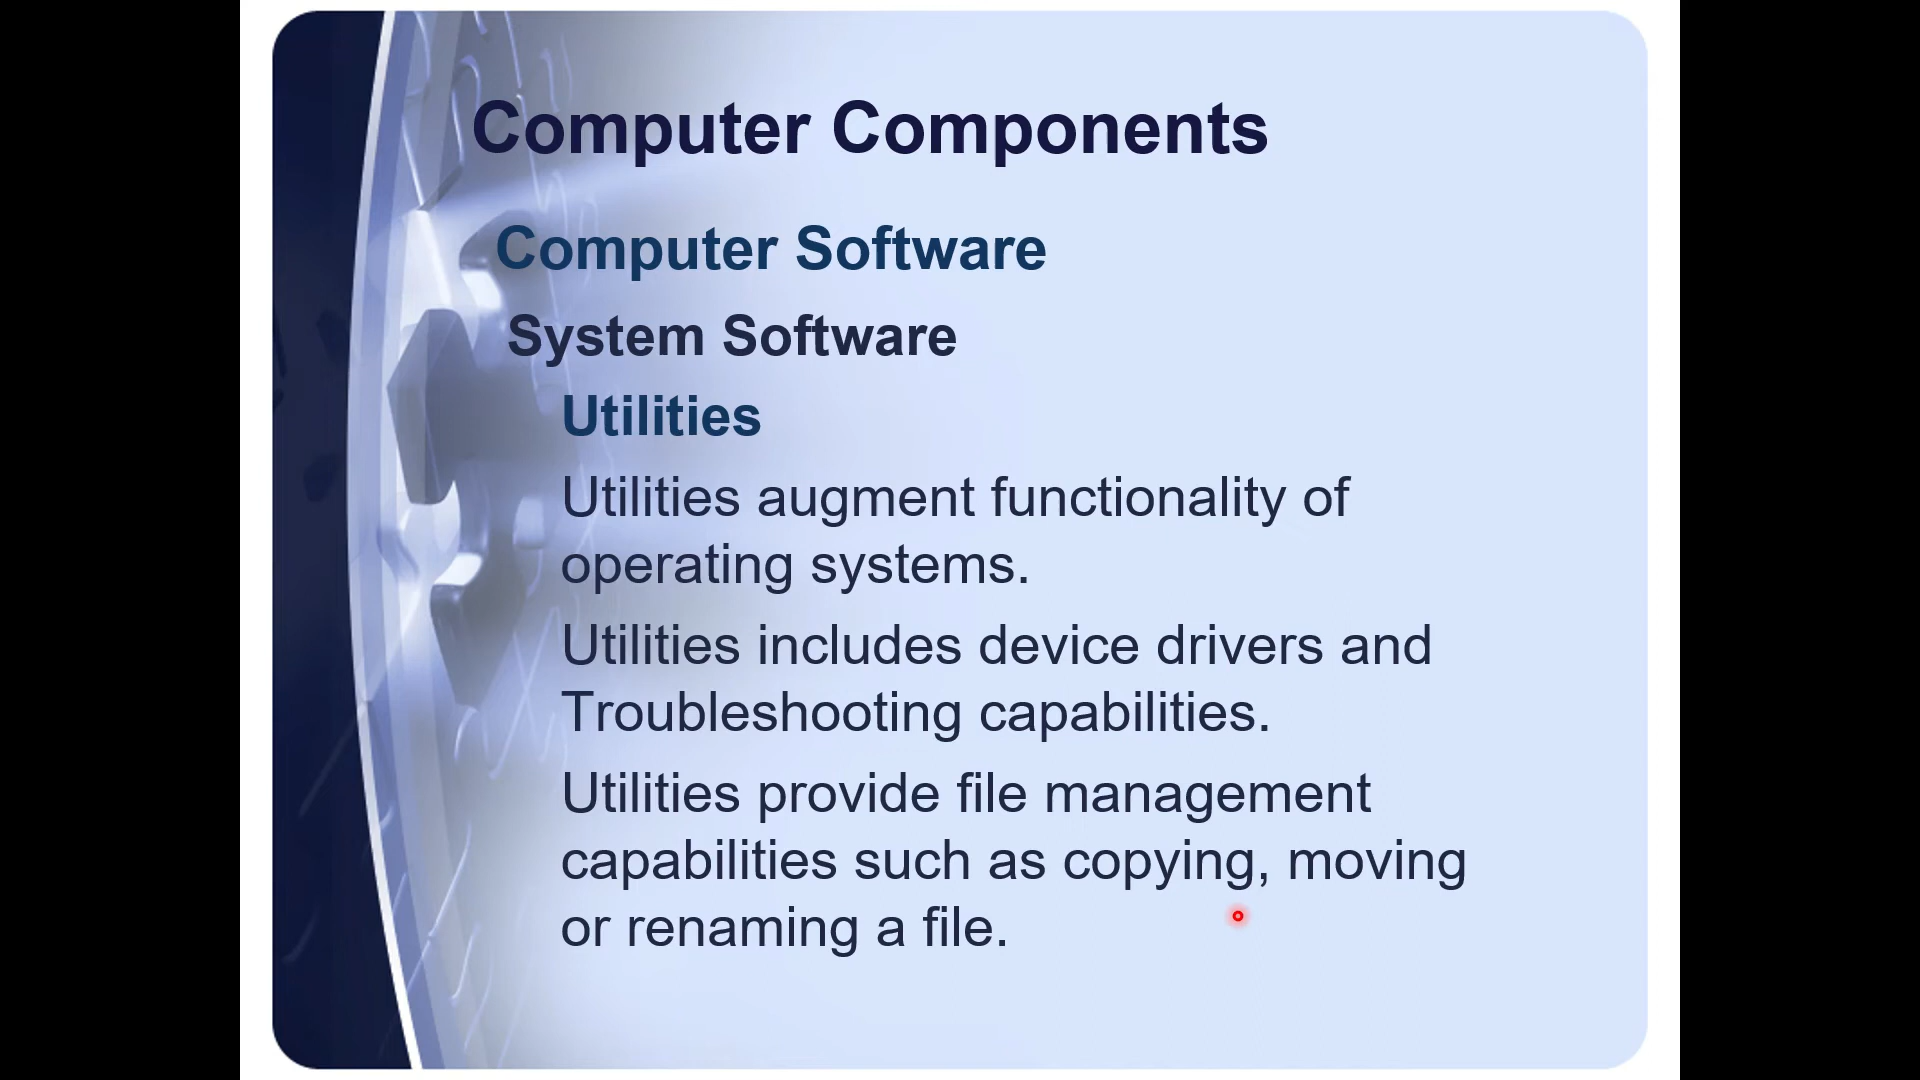 Computer Components
Computer Software
System Software
Utilities
Utilities augment functionality of
operating systems.
Utilities includes device drivers and
Troubleshooting capabilities.
Utilities provide file management
capabilities such as copying, moving
or renaming a file.